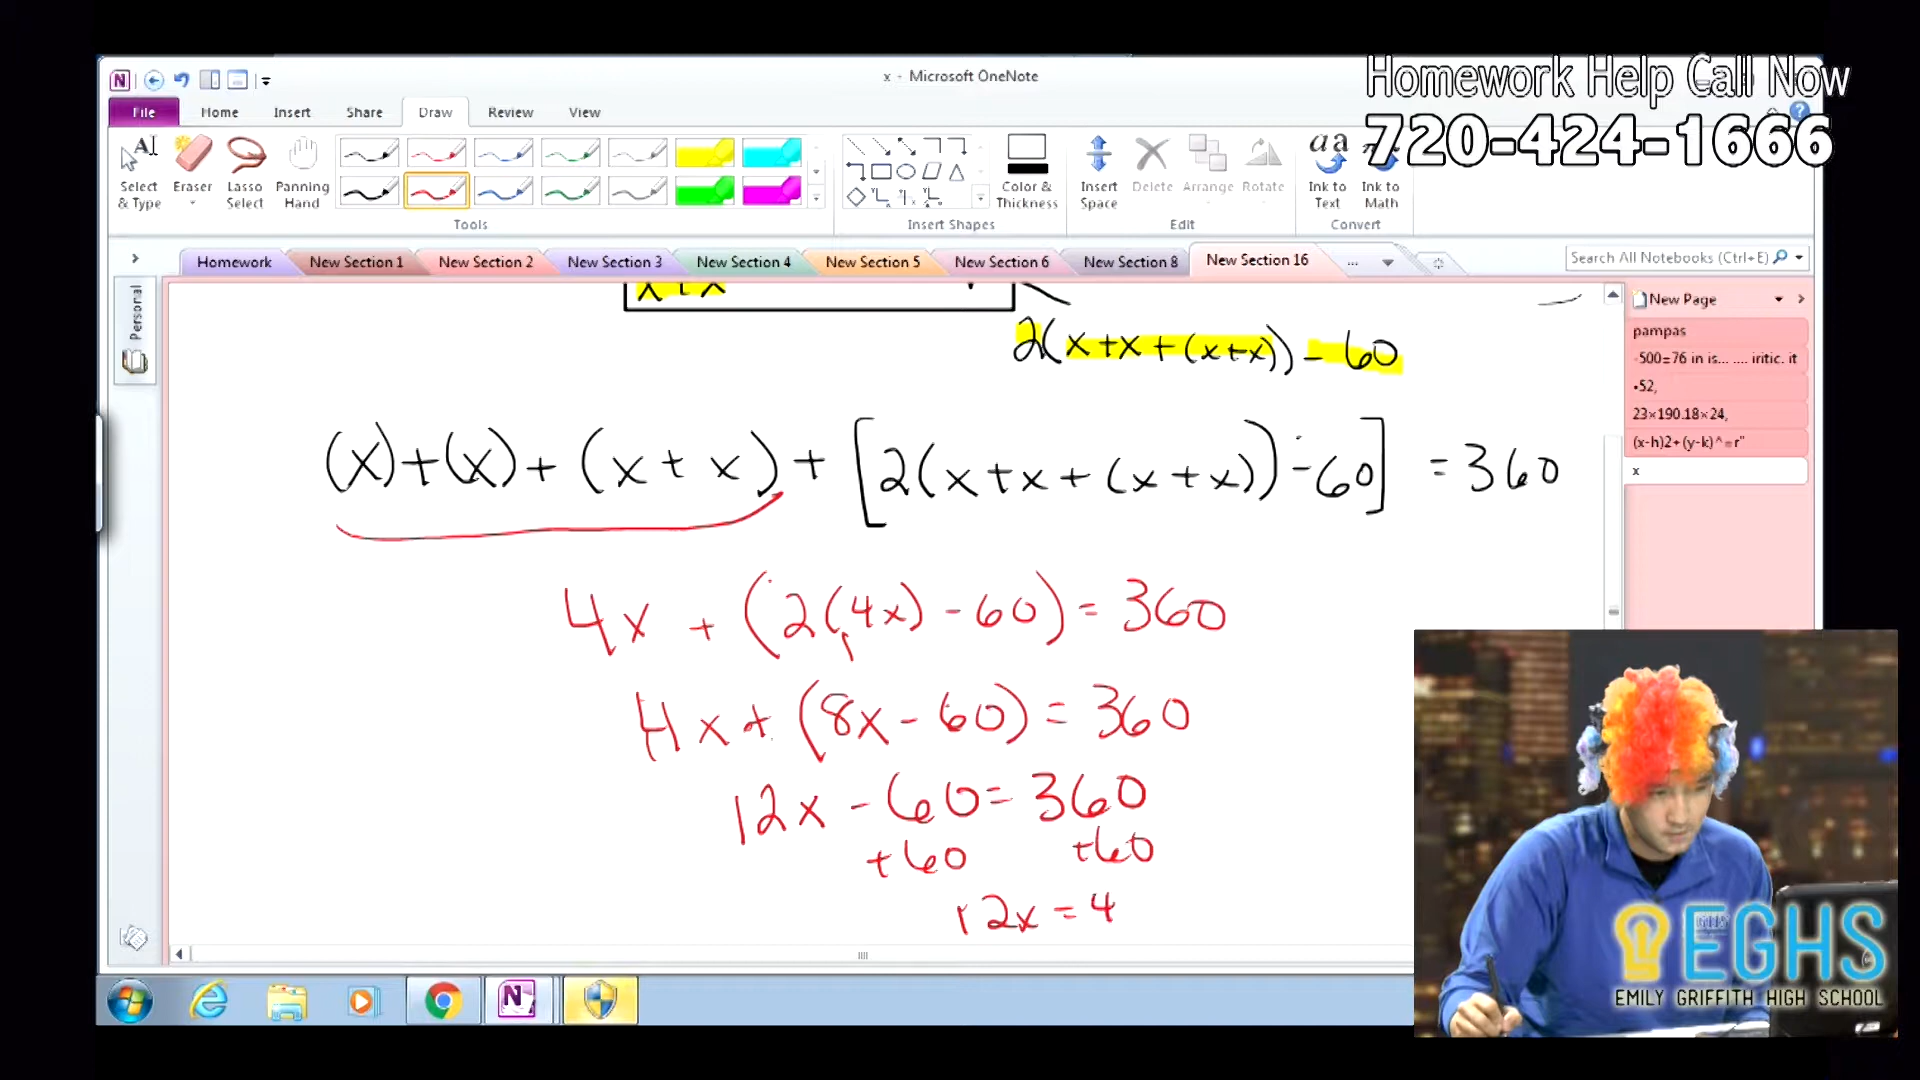 x - Microsoft OneNote
Homework Help Call Now
720-424-1666
File Home Insert Share Draw Review View
Select & Type
Eraser
Lasso Select
Panning Hand
Color & Thickness
Insert Space
Delete
Arrange
Rotate
Ink to Text
Ink to Math
Tools
Insert Shapes
Edit
Convert
Homework New Section 1 New Section 2 New Section 3 New Section 4 New Section 5 New Section 6 New Section 8 New Section 16 ...
Search All Notebooks (Ctrl+E)
Personal
New Page
pampas
-500=76 in is... .... iritic. it
•52,
23×190.18×24,
(x-h)2+(y-k)^=r"
x
x+x
2(x+x+(x+x))-60
(x)+(x)+(x+x)+[2(x+x+(x+x))-60] =360
4x + (2(4x)-60)=360
4x+(8x-60)=360
12x-60=360
+60 +60
12x=4
EGHS
EMILY GRIFFITH HIGH SCHOOL